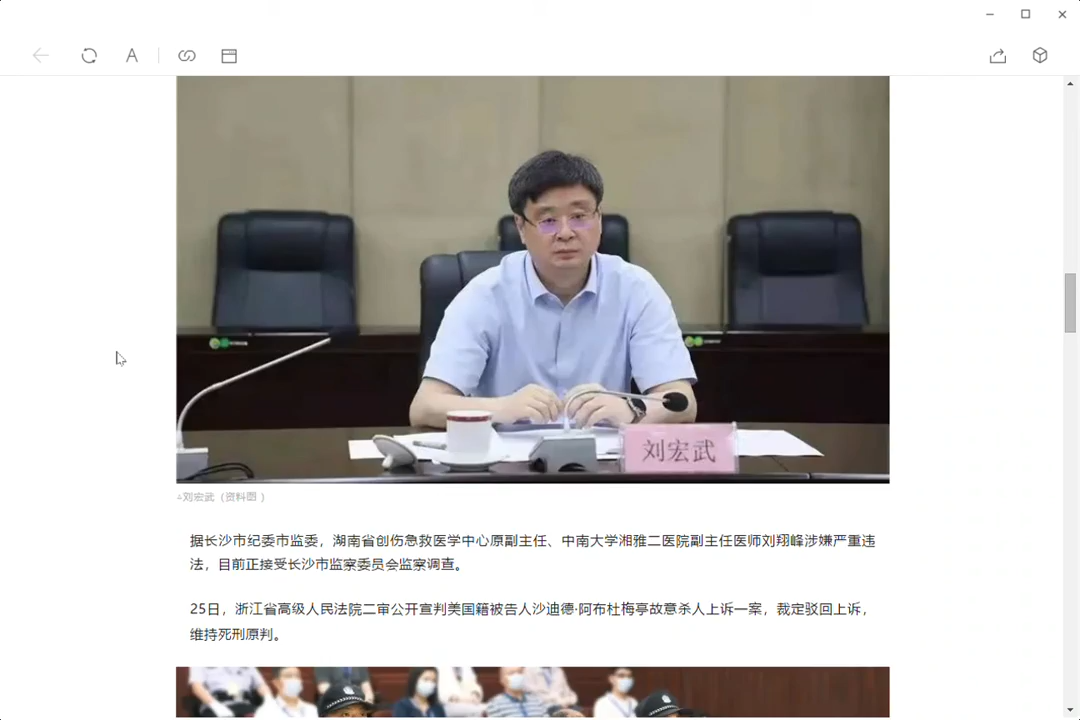 刘宏武
△刘宏武（资料图）
据长沙市纪委市监委，湖南省创伤急救医学中心原副主任、中南大学湘雅二医院副主任医师刘翔峰涉嫌严重违
法，目前正接受长沙市监察委员会监察调查。
25日，浙江省高级人民法院二审公开宣判美国籍被告人沙迪德·阿布杜梅亭故意杀人上诉一案，裁定驳回上诉，
维持死刑原判。